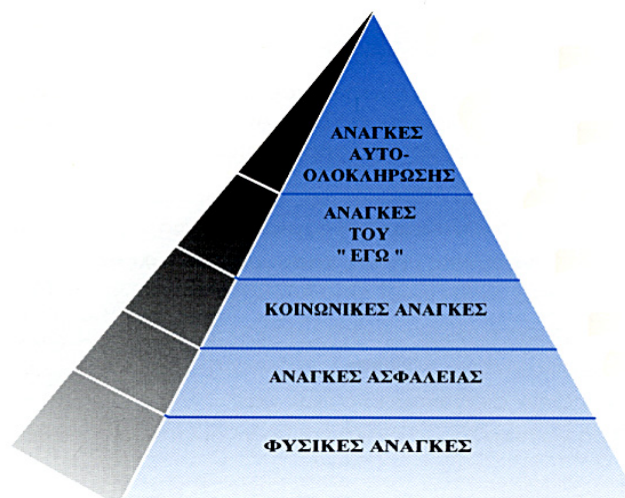 ΑΝΑΓΚΕΣ
ΑΥΤΟ-
ΟΛΟΚΛΗΡΩΣΗΣ
ΑΝΑΓΚΕΣ
ΤΟΥ
" ΕΓΩ "
ΚΟΙΝΩΝΙΚΕΣ ΑΝΑΓΚΕΣ
ΑΝΑΓΚΕΣ ΑΣΦΑΛΕΙΑΣ
ΦΥΣΙΚΕΣ ΑΝΑΓΚΕΣ